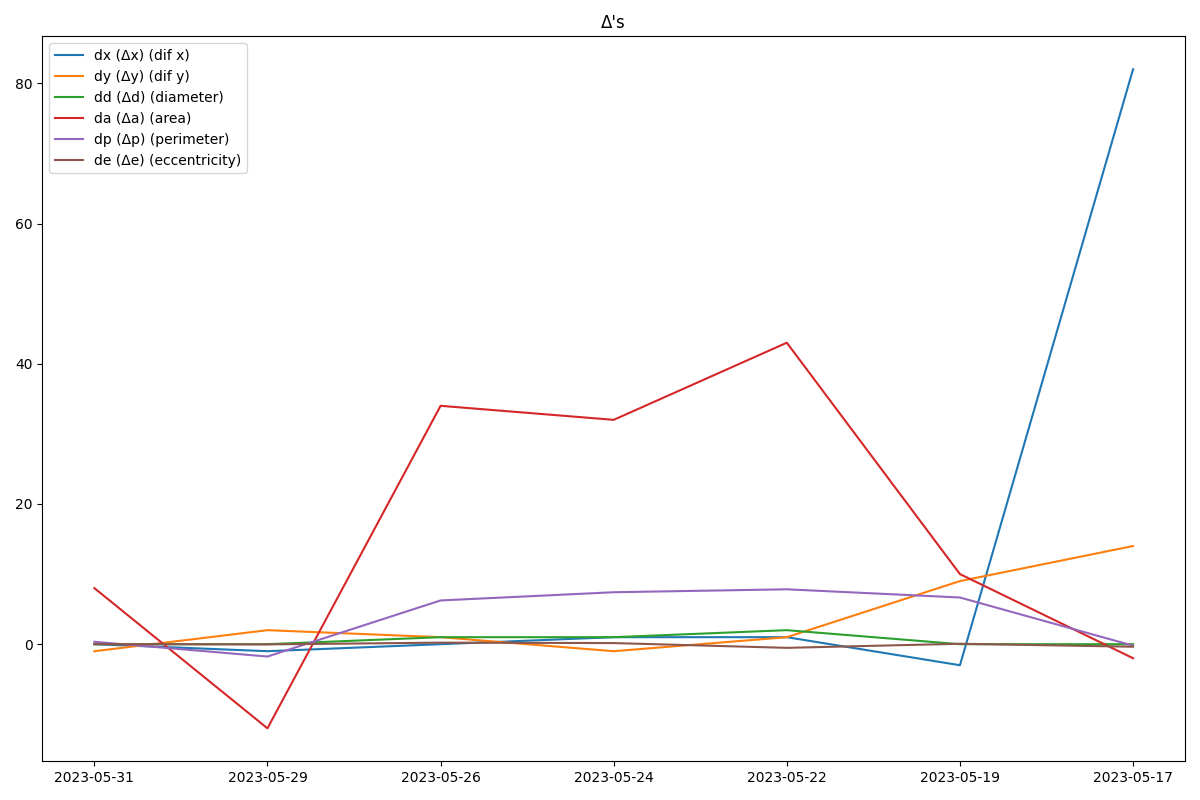 Δ's
dx (Δx) (dif x)
dy (Δy) (dif y)
dd (Δd) (diameter)
da (Δa) (area)
dp (Δp) (perimeter)
de (Δe) (eccentricity)
80
60
40
20
0
2023-05-31 2023-05-29 2023-05-26 2023-05-24 2023-05-22 2023-05-19 2023-05-17